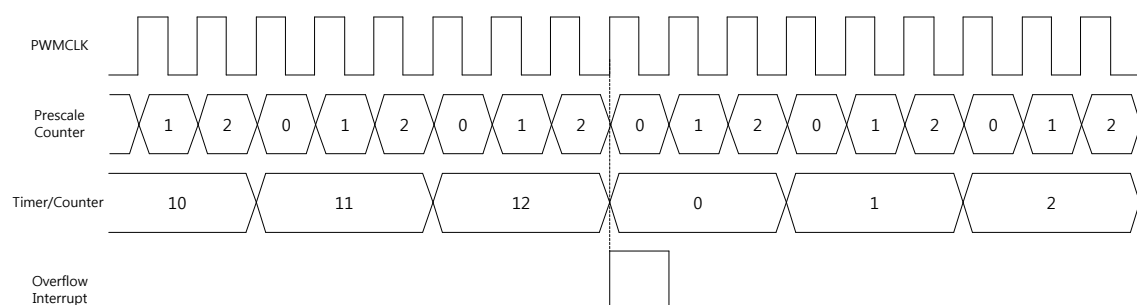 PWMCLK
Prescale
Counter
1 2 0 1 2 0 1 2 0 1 2 0 1 2 0 1 2
Timer/Counter
10 11 12 0 1 2
Overflow
Interrupt